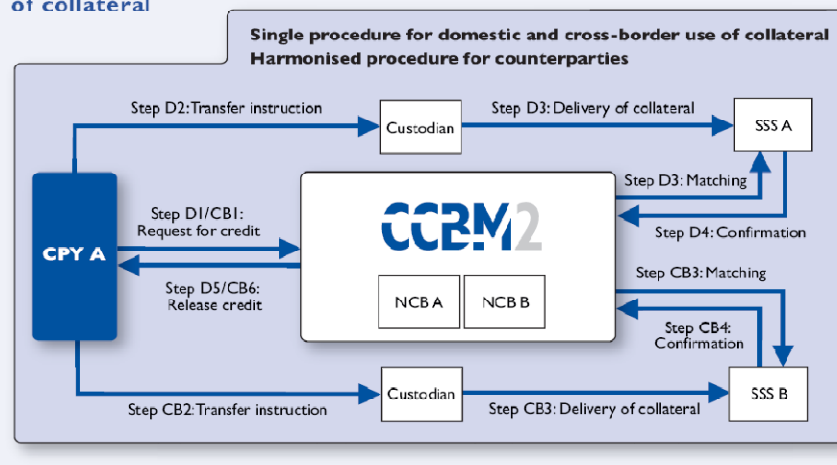 of collateral
Single procedure for domestic and cross-border use of collateral
Harmonised procedure for counterparties
Step D2: Transfer instruction
Custodian
Step D3: Delivery of collateral
SSS A
Step D3: Matching
Step D1/CB1:
Request for credit
CCBM2
Step D4: Confirmation
CPY A
Step D5/CB6:
Release credit
NCB A
NCB B
Step CB3: Matching
Step CB4:
Confirmation
Step CB2: Transfer instruction
Custodian
Step CB3: Delivery of collateral
SSS B